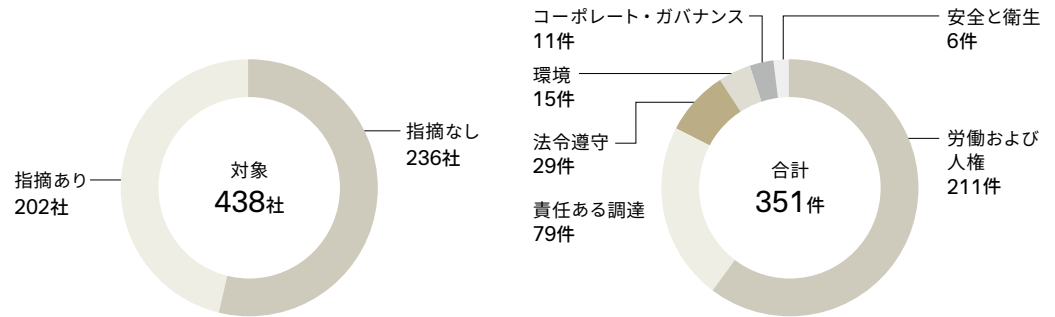 指摘なし
236社
指摘あり
202社
対象
438社
コーポレート・ガバナンス
11件
安全と衛生
6件
環境
15件
法令遵守
29件
労働および
人権
211件
責任ある調達
79件
合計
351件